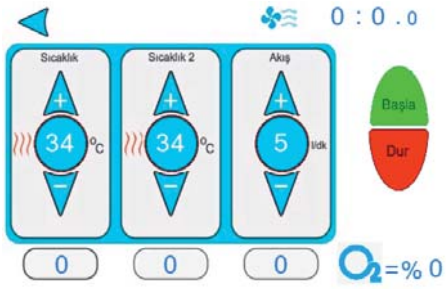 0 : 0 . 0
Sıcaklık Sıcaklık 2 Akış
+ + +
34 °C 34 °C 5 l/dk
− − −
Başla
Dur
0 0 0
O2=% 0